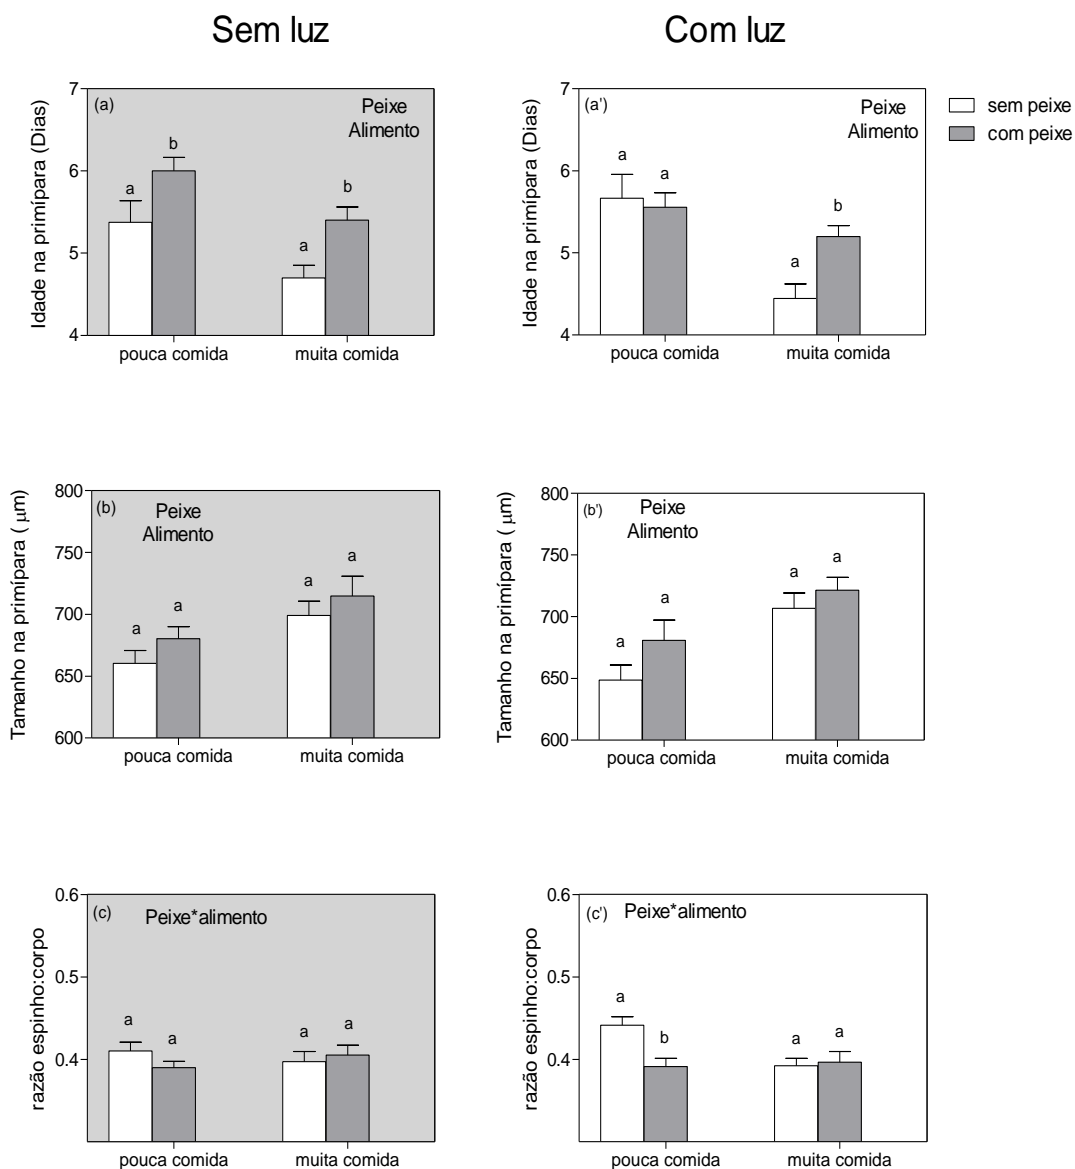 Sem luz
Com luz
(a)
Peixe
Alimento
Idade na primípara (Dias)
7
6
5
4
a
b
a
b
pouca comida
muita comida
(a')
Peixe
Alimento
Idade na primípara (Dias)
7
6
5
4
a
a
a
b
pouca comida
muita comida
sem peixe
com peixe
(b)
Peixe
Alimento
Tamanho na primípara ( μm)
800
750
700
650
600
a
a
a
a
pouca comida
muita comida
(b')
Peixe
Alimento
Tamanho na primípara ( μm)
800
750
700
650
600
a
a
a
a
pouca comida
muita comida
(c)
Peixe*alimento
razão espinho:corpo
0.6
0.5
0.4
a
a
a
a
pouca comida
muita comida
(c')
Peixe*alimento
razão espinho:corpo
0.6
0.5
0.4
a
b
a
a
pouca comida
muita comida